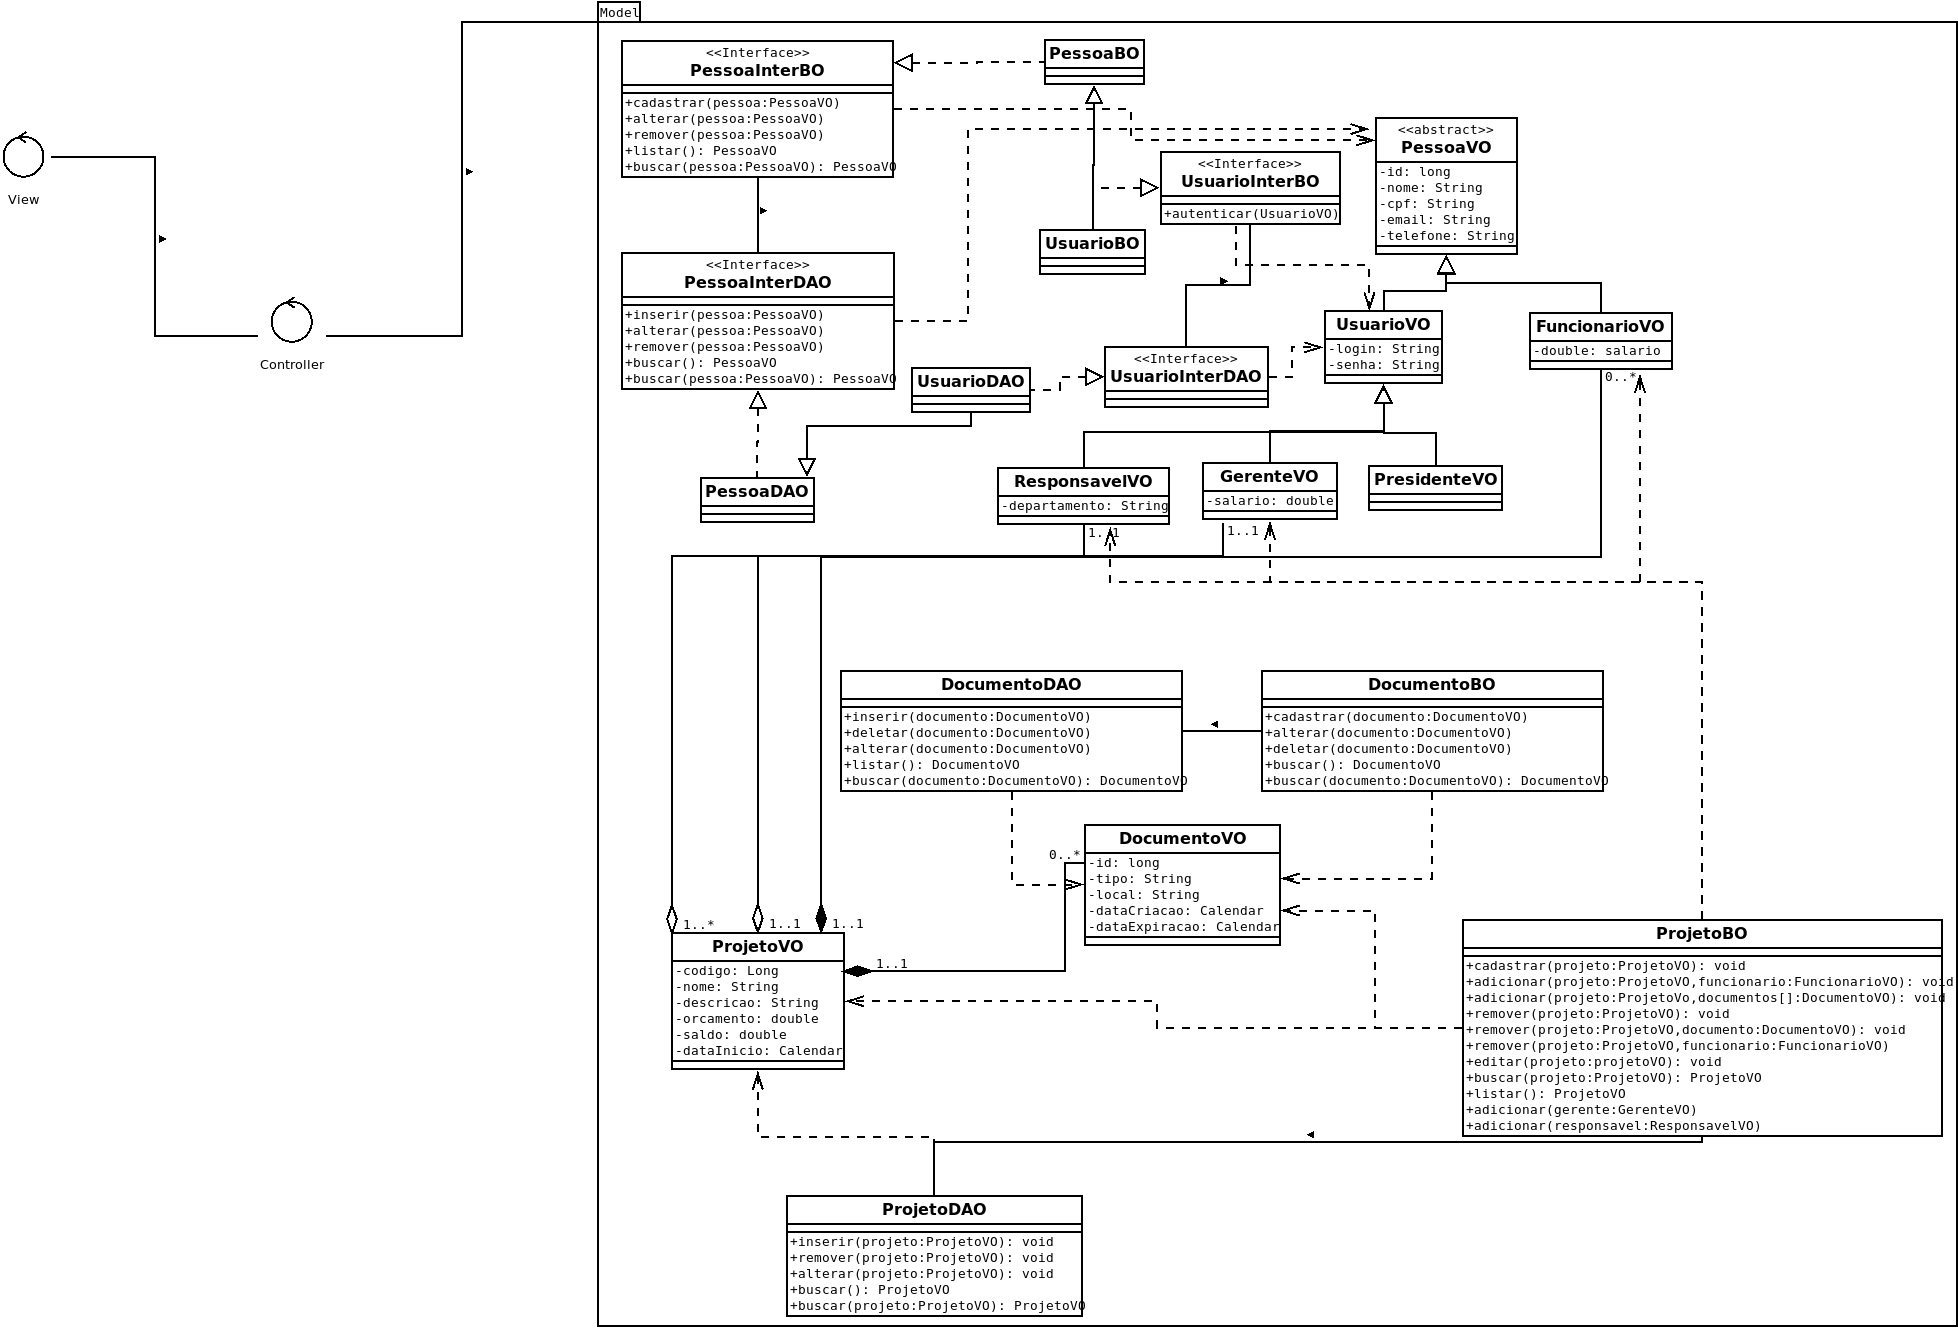 Model
<<Interface>>
PessoaInterBO
+cadastrar(pessoa:PessoaVO)
+alterar(pessoa:PessoaVO)
+remover(pessoa:PessoaVO)
+listar(): PessoaVO
+buscar(pessoa:PessoaVO): PessoaVO
PessoaBO
<<abstract>>
PessoaVO
-id: long
-nome: String
-cpf: String
-email: String
-telefone: String
<<Interface>>
UsuarioInterBO
+autenticar(UsuarioVO)
View
UsuarioBO
<<Interface>>
PessoaInterDAO
+inserir(pessoa:PessoaVO)
+alterar(pessoa:PessoaVO)
+remover(pessoa:PessoaVO)
+buscar(): PessoaVO
+buscar(pessoa:PessoaVO): PessoaVO
Controller
UsuarioVO
-login: String
-senha: String
FuncionarioVO
-double: salario
0..*
<<Interface>>
UsuarioInterDAO
UsuarioDAO
PessoaDAO
ResponsavelVO
-departamento: String
1..1
GerenteVO
-salario: double
1..1
PresidenteVO
DocumentoDAO
+inserir(documento:DocumentoVO)
+deletar(documento:DocumentoVO)
+alterar(documento:DocumentoVO)
+listar(): DocumentoVO
+buscar(documento:DocumentoVO): DocumentoVO
DocumentoBO
+cadastrar(documento:DocumentoVO)
+alterar(documento:DocumentoVO)
+deletar(documento:DocumentoVO)
+buscar(): DocumentoVO
+buscar(documento:DocumentoVO): DocumentoVO
DocumentoVO
0..*
-id: long
-tipo: String
-local: String
-dataCriacao: Calendar
-dataExpiracao: Calendar
1..*
1..1
1..1
ProjetoVO
1..1
-codigo: Long
-nome: String
-descricao: String
-orcamento: double
-saldo: double
-dataInicio: Calendar
ProjetoBO
+cadastrar(projeto:ProjetoVO): void
+adicionar(projeto:ProjetoVO,funcionario:FuncionarioVO): void
+adicionar(projeto:ProjetoVo,documentos[]:DocumentoVO): void
+remover(projeto:ProjetoVO): void
+remover(projeto:ProjetoVO,documento:DocumentoVO): void
+remover(projeto:ProjetoVO,funcionario:FuncionarioVO)
+editar(projeto:projetoVO): void
+buscar(projeto:ProjetoVO): ProjetoVO
+listar(): ProjetoVO
+adicionar(gerente:GerenteVO)
+adicionar(responsavel:ResponsavelVO)
ProjetoDAO
+inserir(projeto:ProjetoVO): void
+remover(projeto:ProjetoVO): void
+alterar(projeto:ProjetoVO): void
+buscar(): ProjetoVO
+buscar(projeto:ProjetoVO): ProjetoVO